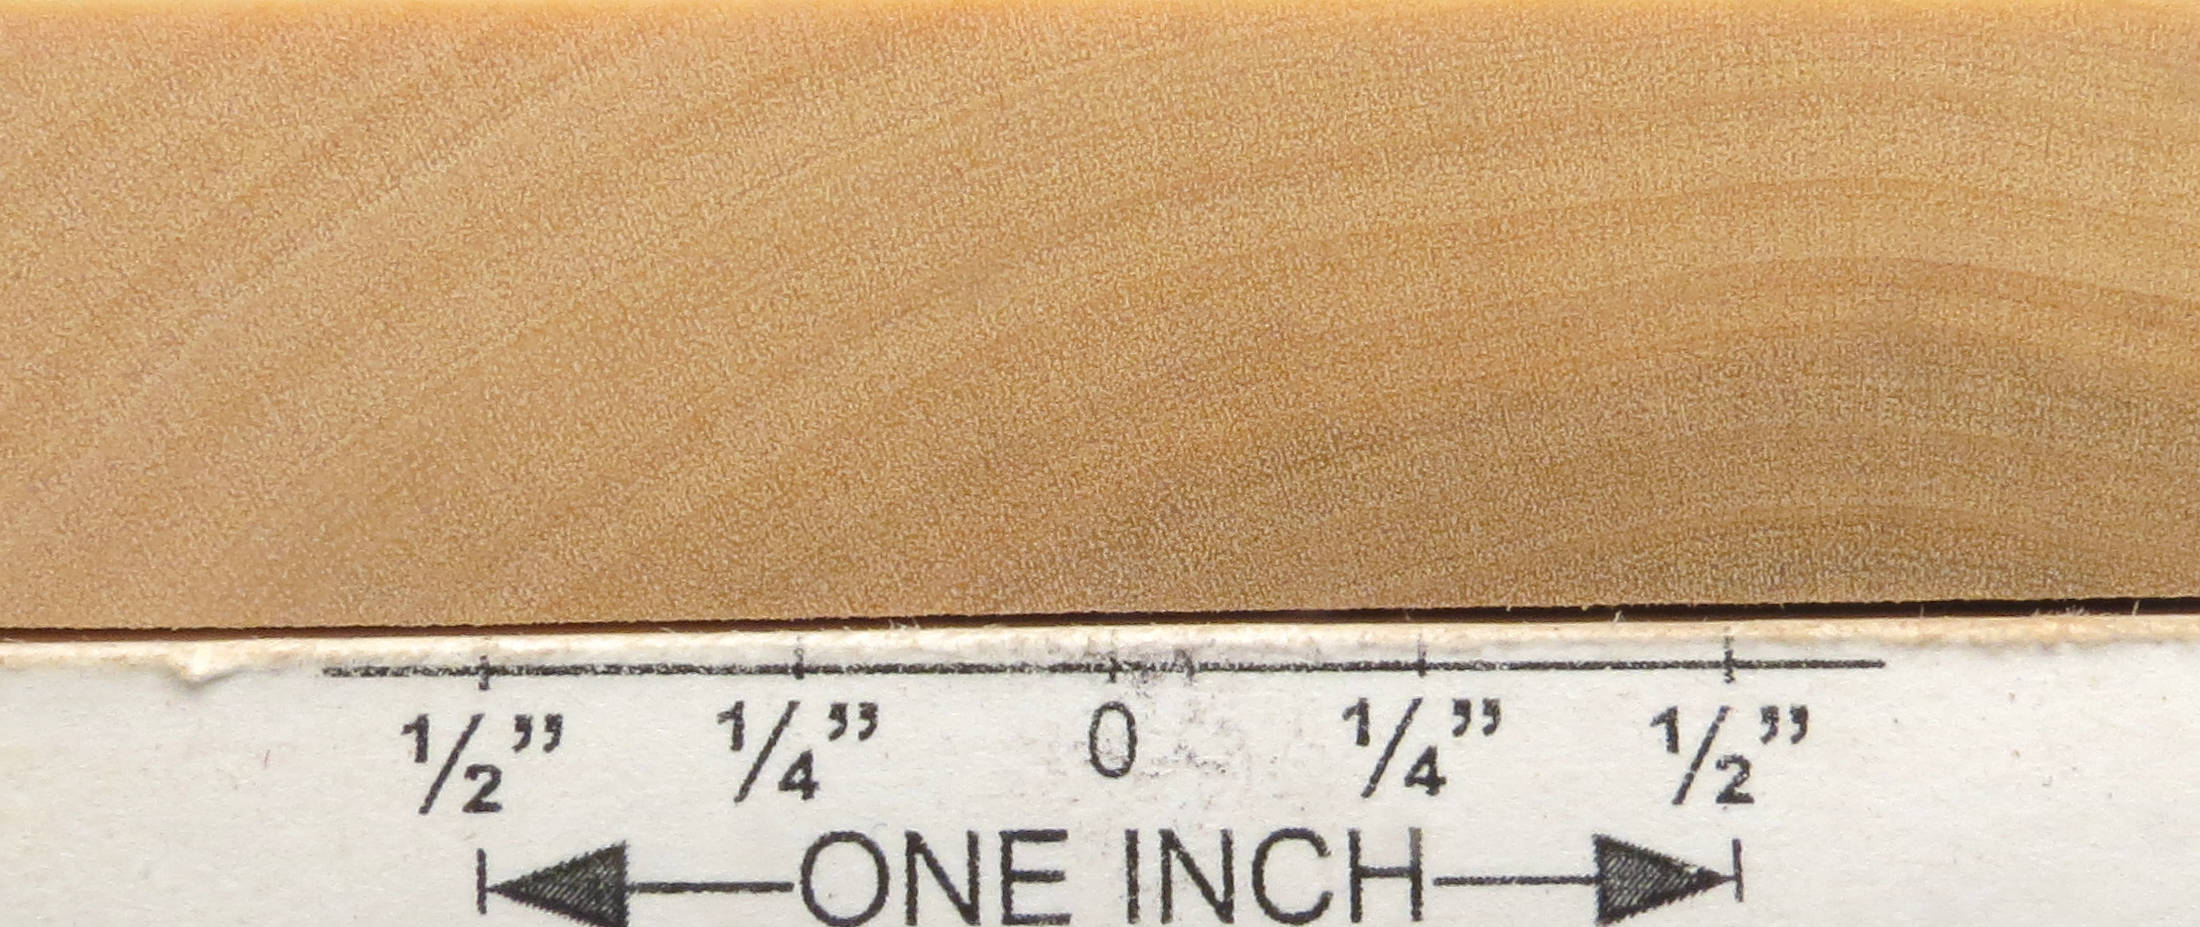 1/2” 1/4” 0 1/4” 1/2”
ONE INCH